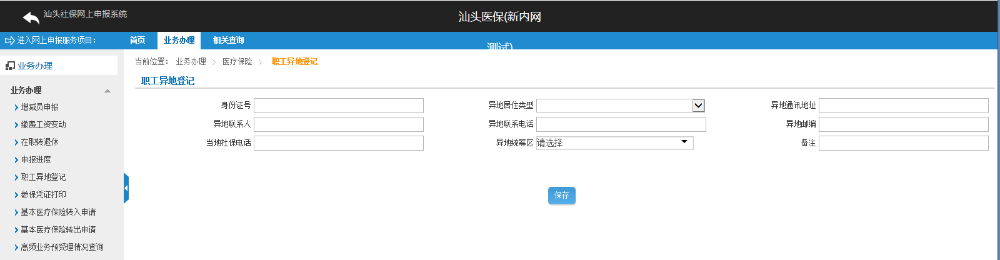 汕头社保网上申报系统
汕头医保(新内网
测试)
进入网上申报服务项目：
首页 业务办理 相关查询
业务办理
当前位置： 业务办理 > 医疗保险 > 职工异地登记
职工异地登记
业务办理
增减员申报
缴费工资变动
在职转退休
申报进度
职工异地登记
参保凭证打印
基本医疗保险转入申请
基本医疗保险转出申请
高频业务预受理情况查询
身份证号 异地居住类型 异地通讯地址
异地联系人 异地联系电话 异地邮编
当地社保电话 异地统筹区 请选择 备注
保存